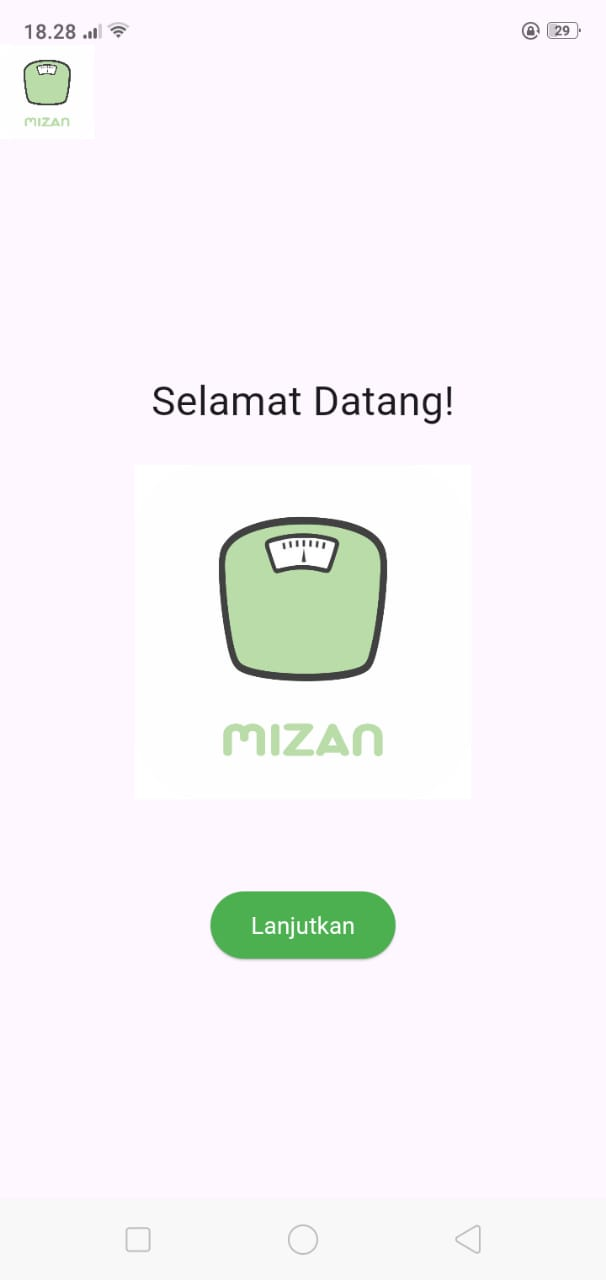 18.28
29
MIZAN
Selamat Datang!
MIZAN
Lanjutkan